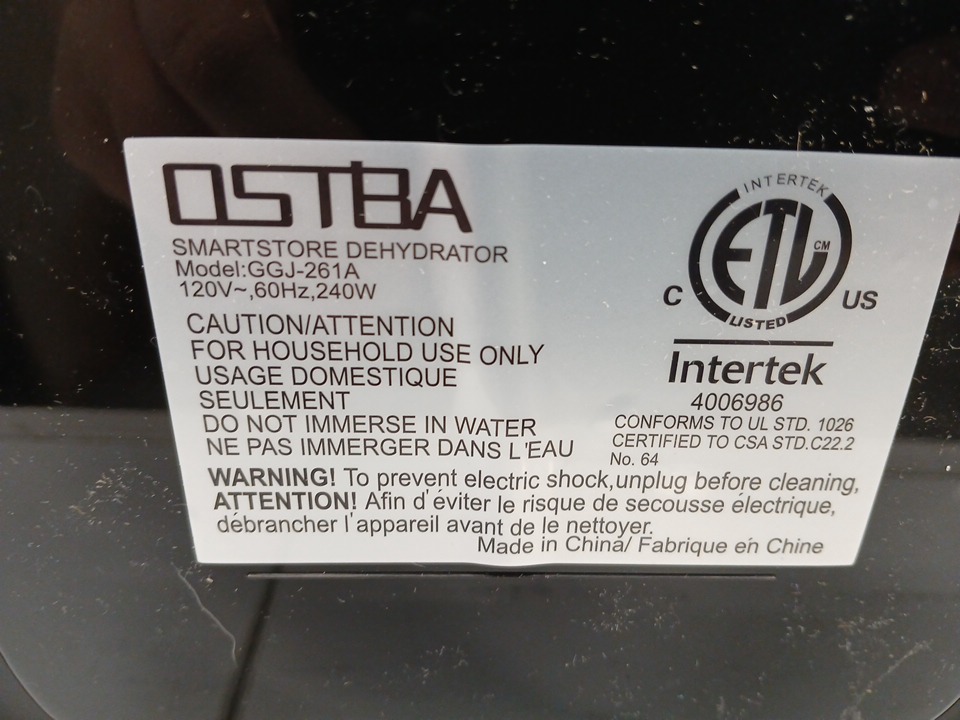 OSTBA
SMARTSTORE DEHYDRATOR
Model:GGJ-261A
120V~,60Hz,240W
CAUTION/ATTENTION
FOR HOUSEHOLD USE ONLY
USAGE DOMESTIQUE
SEULEMENT
DO NOT IMMERSE IN WATER
NE PAS IMMERGER DANS L'EAU
INTERTEK
ETL CM
C US
LISTED
Intertek
4006986
CONFORMS TO UL STD. 1026
CERTIFIED TO CSA STD.C22.2
No. 64
WARNING! To prevent electric shock,unplug before cleaning,
ATTENTION! Afin d'éviter le risque de secousse électrique,
débrancher l'appareil avant de le nettoyer.
Made in China/ Fabrique en Chine